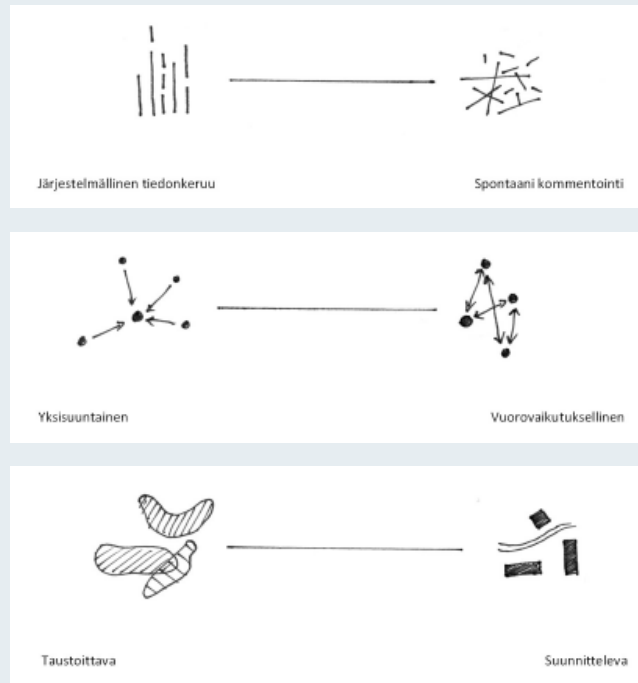 Järjestelmällinen tiedonkeruu
Spontaani kommentointi
Yksisuuntainen
Vuorovaikutuksellinen
Taustoittava
Suunnitteleva